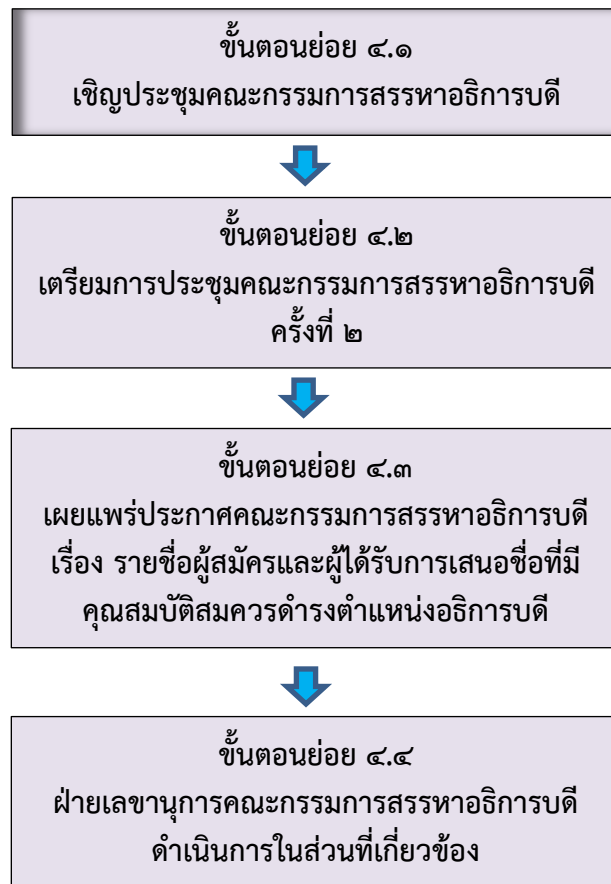 ขั้นตอนย่อย ๔.๑
เชิญประชุมคณะกรรมการสรรหาอธิการบดี
ขั้นตอนย่อย ๔.๒
เตรียมการประชุมคณะกรรมการสรรหาอธิการบดี
ครั้งที่ ๒
ขั้นตอนย่อย ๔.๓
เผยแพร่ประกาศคณะกรรมการสรรหาอธิการบดี
เรื่อง รายชื่อผู้สมัครและผู้ได้รับการเสนอชื่อที่มี
คุณสมบัติสมควรดำรงตำแหน่งอธิการบดี
ขั้นตอนย่อย ๔.๔
ฝ่ายเลขานุการคณะกรรมการสรรหาอธิการบดี
ดำเนินการในส่วนที่เกี่ยวข้อง